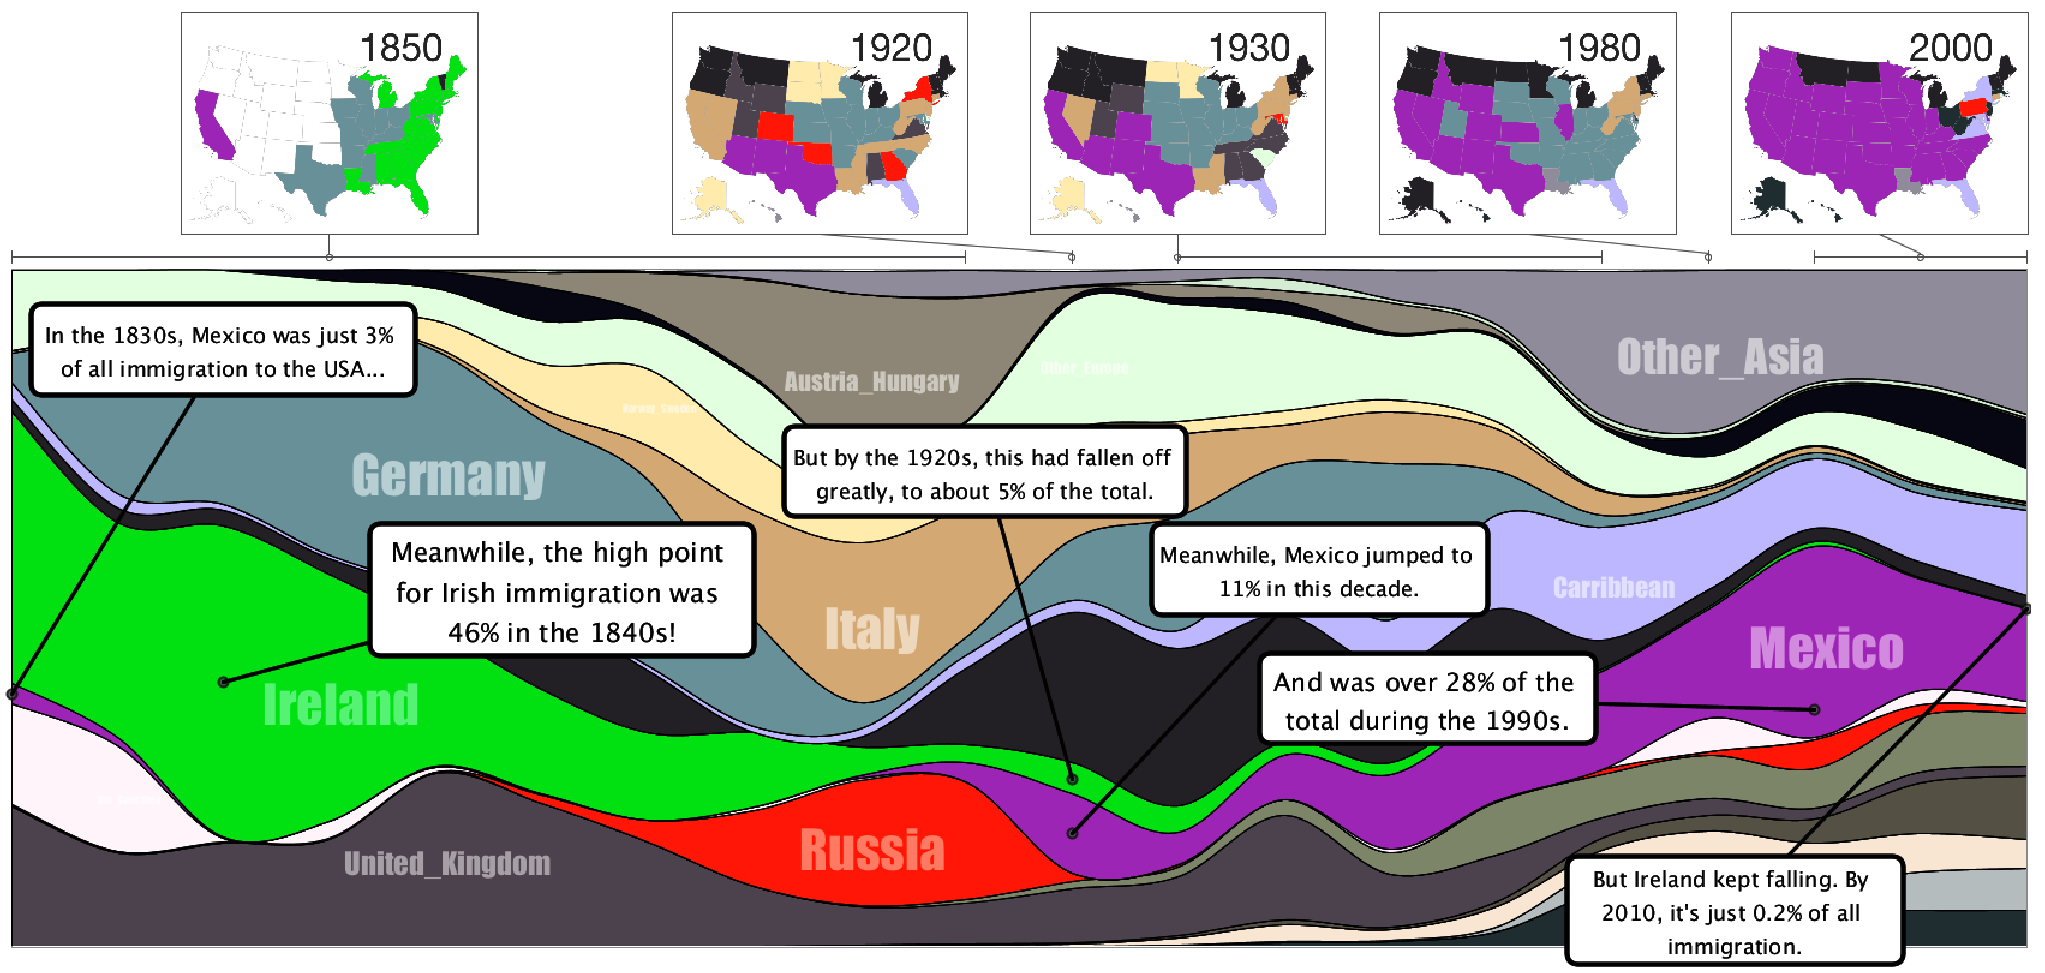 1850
1920
1930
1980
2000
In the 1830s, Mexico was just 3%
of all immigration to the USA...
Other_Asia
Austria_Hungary
Other_Europe
Germany
But by the 1920s, this had fallen off
greatly, to about 5% of the total.
Meanwhile, the high point
for Irish immigration was
46% in the 1840s!
Meanwhile, Mexico jumped to
11% in this decade.
Carribbean
Italy
Mexico
Ireland
And was over 28% of the
total during the 1990s.
Russia
United_Kingdom
But Ireland kept falling. By
2010, it's just 0.2% of all
immigration.